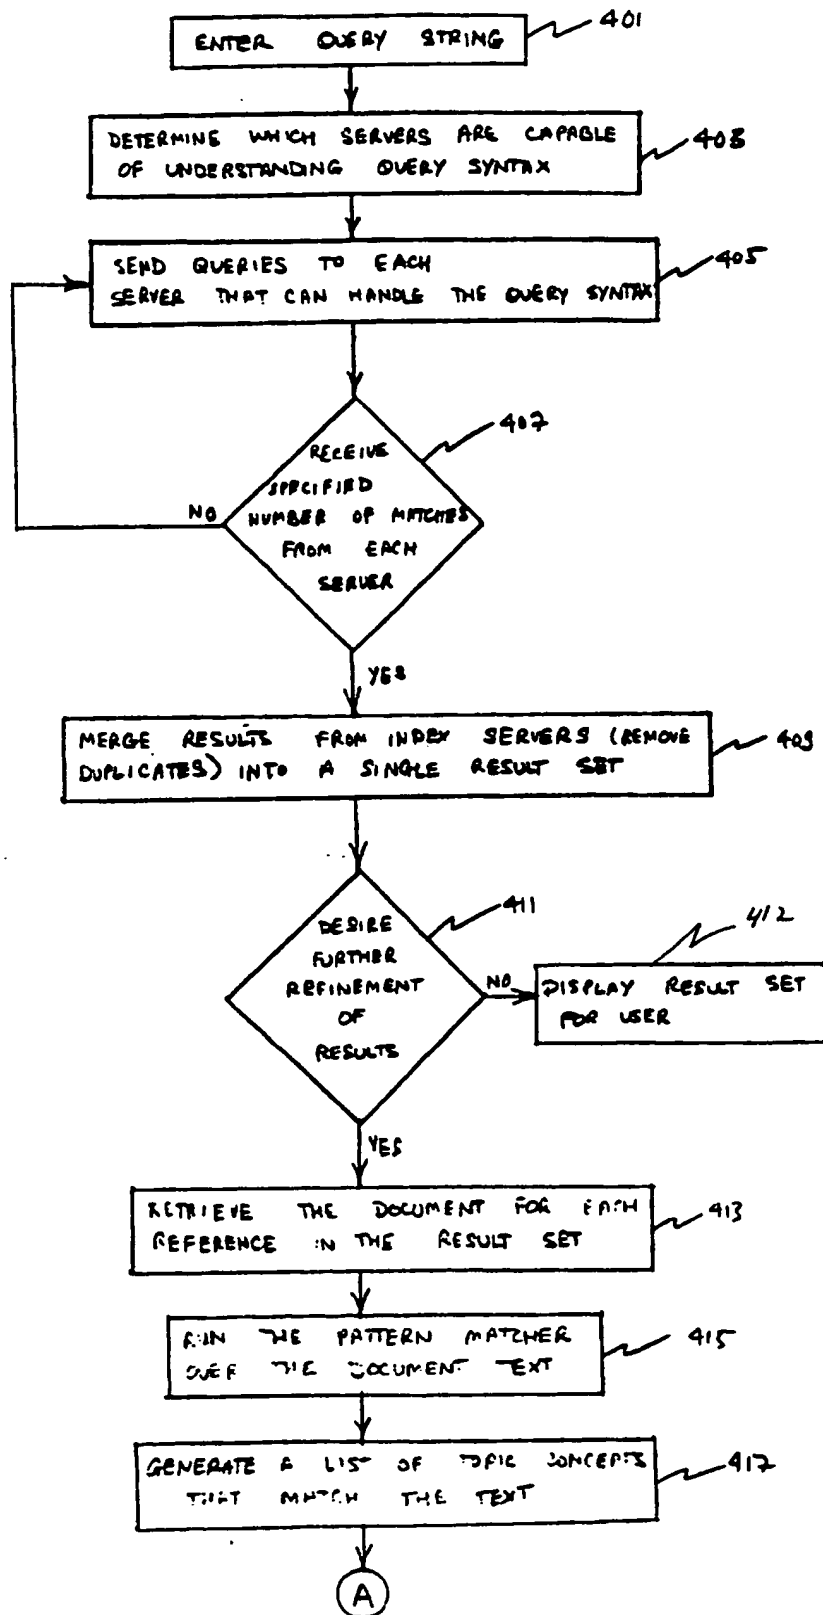 ENTER QUERY STRING
401
DETERMINE WHICH SERVERS ARE CAPABLE
OF UNDERSTANDING QUERY SYNTAX
403
SEND QUERIES TO EACH
SERVER THAT CAN HANDLE THE QUERY SYNTAX
405
RECEIVE
SPECIFIED
NUMBER OF MATCHES
FROM EACH
SERVER
407
NO
YES
MERGE RESULTS FROM INDEX SERVERS (REMOVE
DUPLICATES) INTO A SINGLE RESULT SET
409
DESIRE
FURTHER
REFINEMENT
OF
RESULTS
411
NO
412
DISPLAY RESULT SET
FOR USER
YES
RETRIEVE THE DOCUMENT FOR EACH
REFERENCE IN THE RESULT SET
413
RUN THE PATTERN MATCHER
OVER THE DOCUMENT TEXT
415
GENERATE A LIST OF TOPIC CONCEPTS
THAT MATCH THE TEXT
417
A